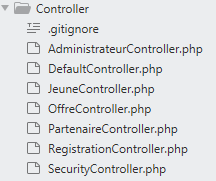 Controller
.gitignore
AdministrateurController.php
DefaultController.php
JeuneController.php
OffreController.php
PartenaireController.php
RegistrationController.php
SecurityController.php